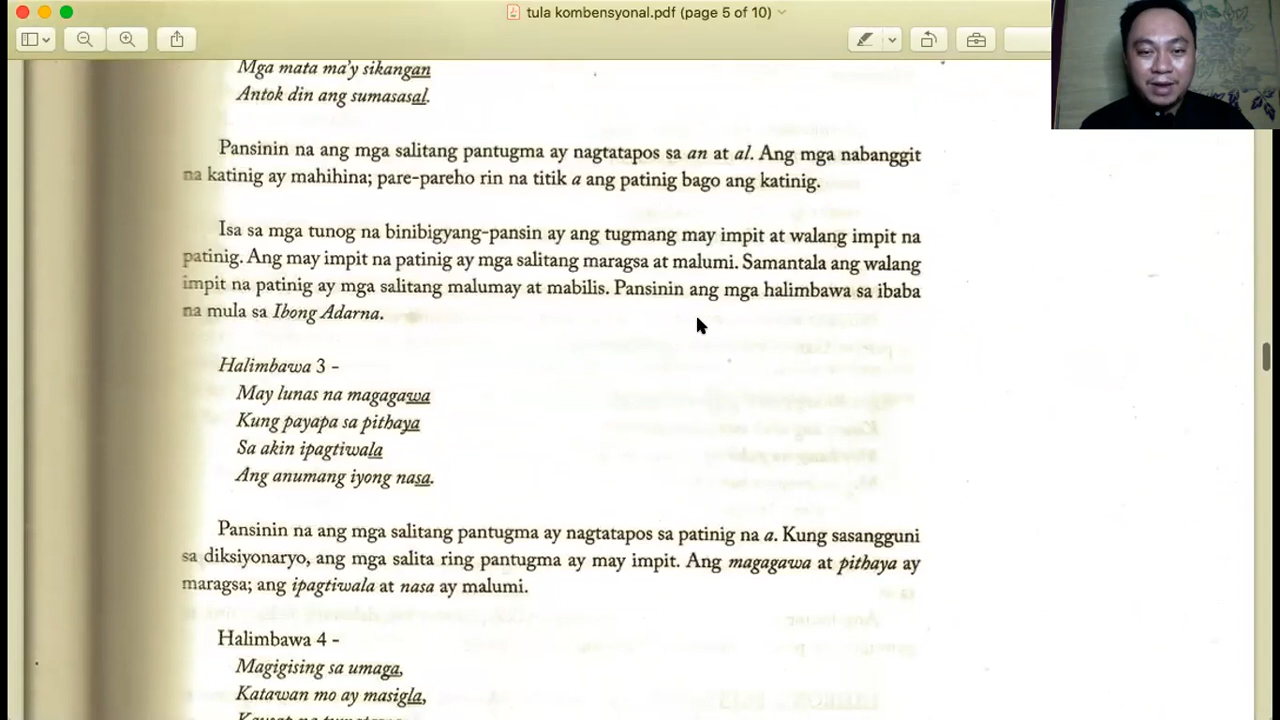 tula kombensyonal.pdf (page 5 of 10)
Mga mata ma'y sikangan
Antok din ang sumasasal.
Pansinin na ang mga salitang pantugma ay nagtatapos sa an at al. Ang mga nabanggit
na katinig ay mahihina; pare-pareho rin na titik a ang patinig bago ang katinig.
Isa sa mga tunog na binibigyang-pansin ay ang tugmang may impit at walang impit na
patinig. Ang may impit na patinig ay mga salitang maragsa at malumi. Samantala ang walang
impit na patinig ay mga salitang malumay at mabilis. Pansinin ang mga halimbawa sa ibaba
na mula sa Ibong Adarna.
Halimbawa 3 -
May lunas na magagawa
Kung payapa sa pithaya
Sa akin ipagtiwala
Ang anumang iyong nasa.
Pansinin na ang mga salitang pantugma ay nagtatapos sa patinig na a. Kung sasangguni
sa diksiyonaryo, ang mga salita ring pantugma ay may impit. Ang magagawa at pithaya ay
maragsa; ang ipagtiwala at nasa ay malumi.
Halimbawa 4 -
Magigising sa umaga,
Katawan mo ay masigla,